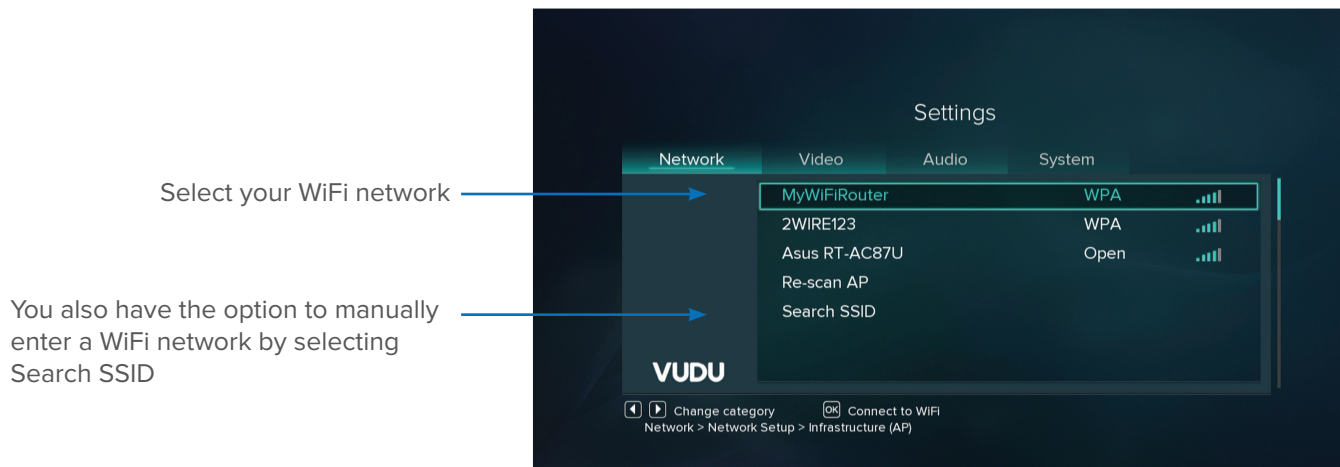 Settings
Network Video Audio System
Select your WiFi network
MyWiFiRouter WPA
2WIRE123 WPA
Asus RT-AC87U Open
Re-scan AP
Search SSID
You also have the option to manually
enter a WiFi network by selecting
Search SSID
VUDU
Change category OK Connect to WiFi
Network > Network Setup > Infrastructure (AP)